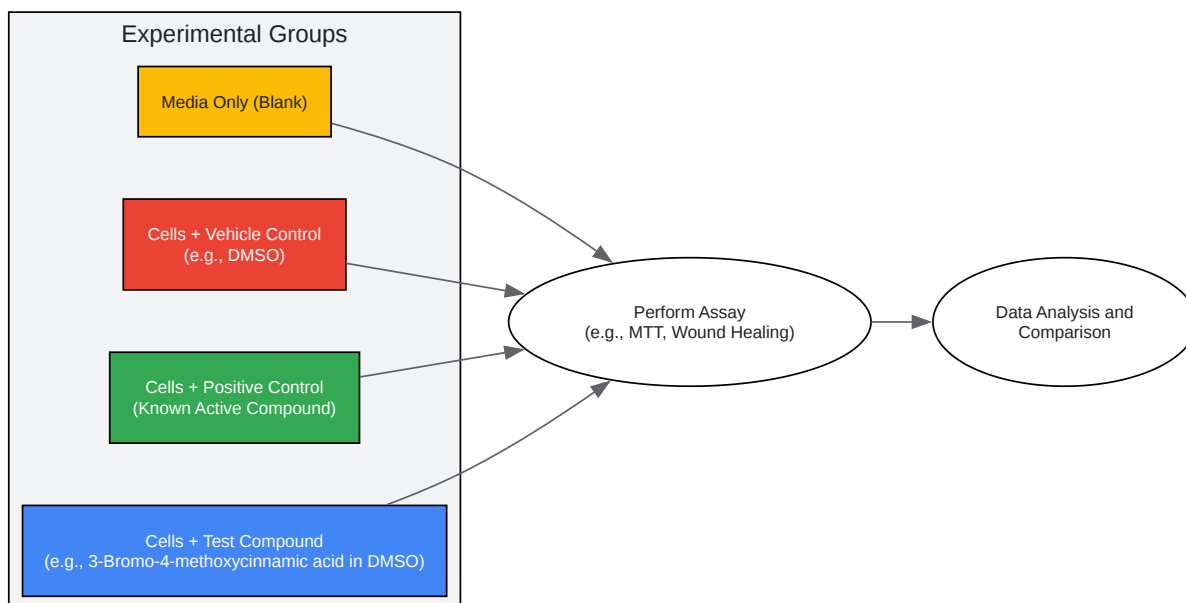 Experimental Groups
Media Only (Blank)
Cells + Vehicle Control
(e.g., DMSO)
Cells + Positive Control
(Known Active Compound)
Cells + Test Compound
(e.g., 3-Bromo-4-methoxycinnamic acid in DMSO)
Perform Assay
(e.g., MTT, Wound Healing)
Data Analysis and
Comparison